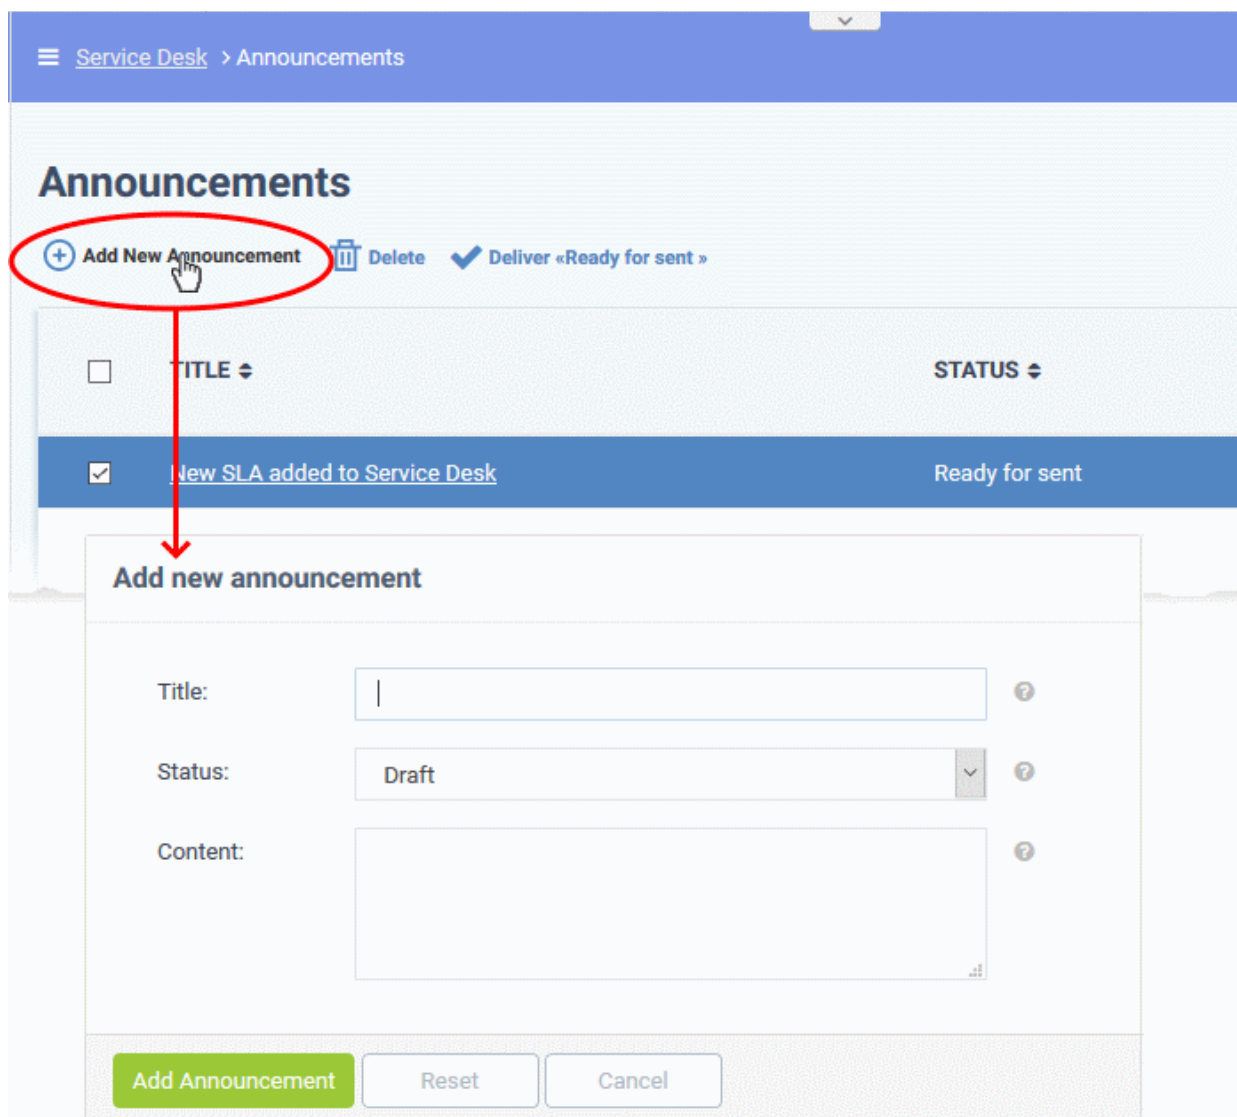 Service Desk > Announcements
Announcements
Add New Announcement Delete Deliver «Ready for sent »
TITLE STATUS
New SLA added to Service Desk Ready for sent
Add new announcement
Title:
Status: Draft
Content:
Add Announcement Reset Cancel